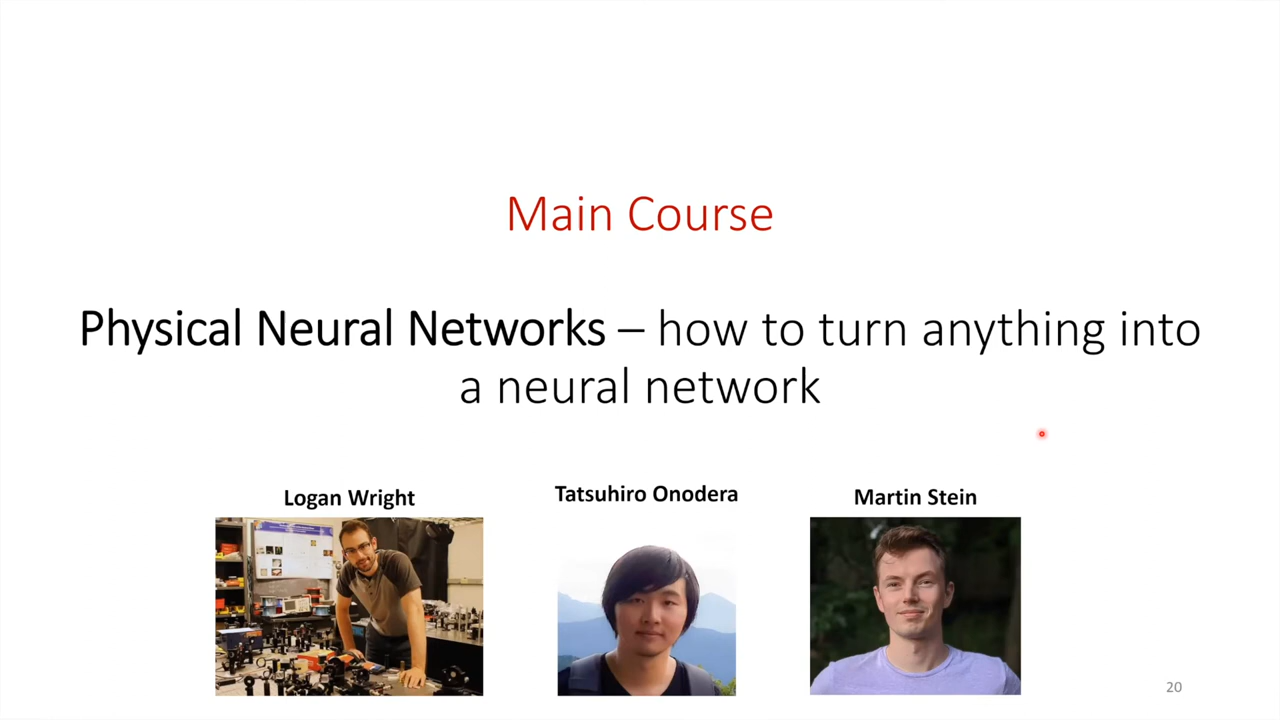 Main Course
Physical Neural Networks – how to turn anything into
a neural network
Logan Wright
Tatsuhiro Onodera
Martin Stein
20